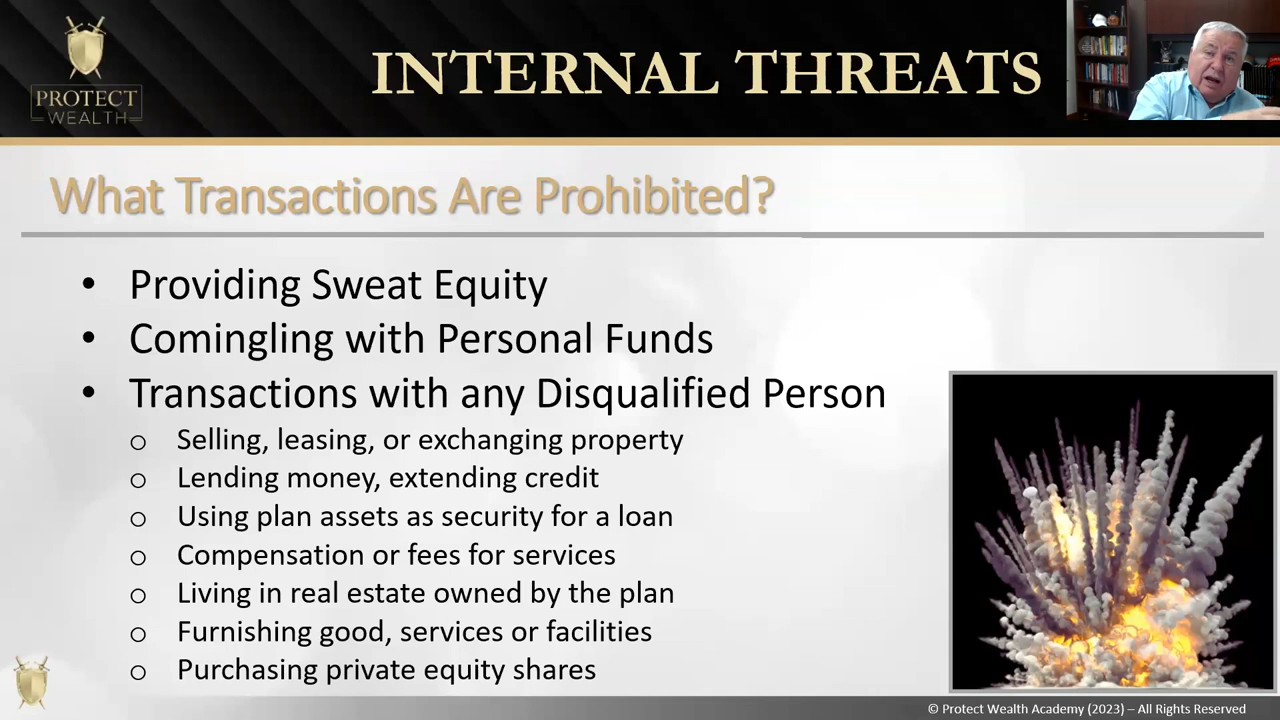 PROTECT
WEALTH
INTERNAL THREATS
What Transactions Are Prohibited?
• Providing Sweat Equity
• Comingling with Personal Funds
• Transactions with any Disqualified Person
o Selling, leasing, or exchanging property
o Lending money, extending credit
o Using plan assets as security for a loan
o Compensation or fees for services
o Living in real estate owned by the plan
o Furnishing good, services or facilities
o Purchasing private equity shares
© Protect Wealth Academy (2023) – All Rights Reserved